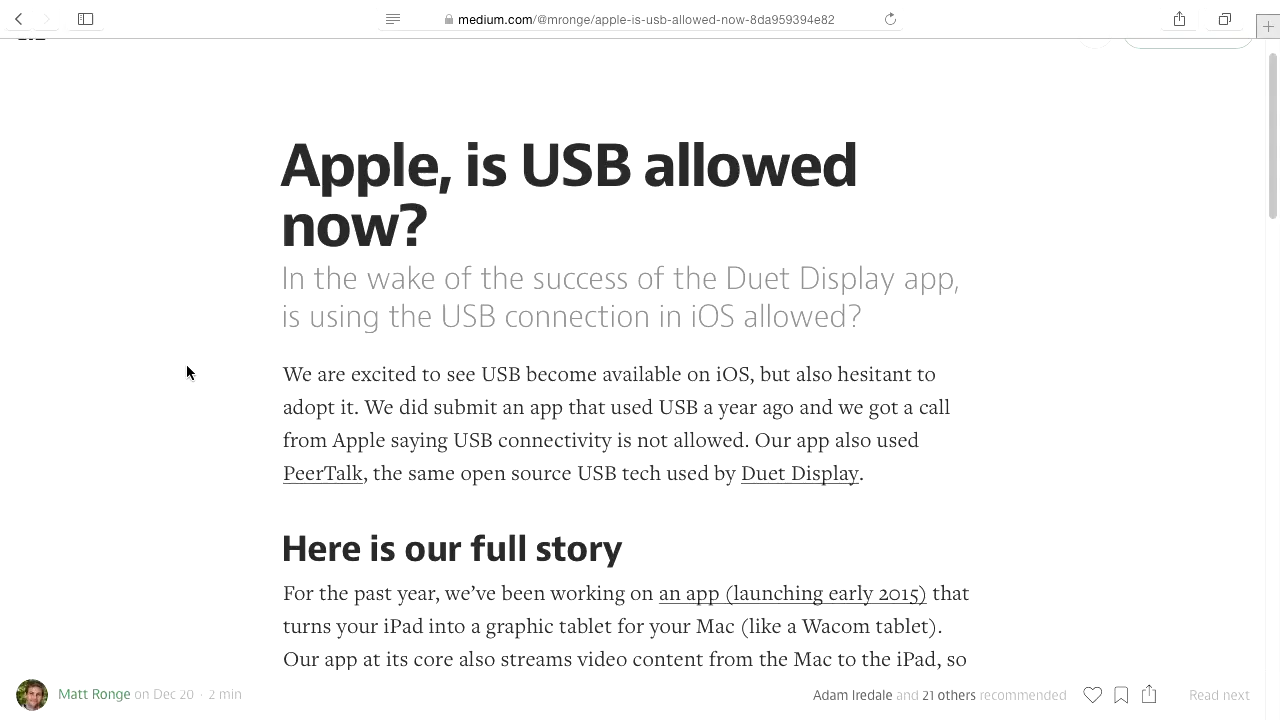 medium.com/@mronge/apple-is-usb-allowed-now-8da959394e82
Apple, is USB allowed
now?
In the wake of the success of the Duet Display app,
is using the USB connection in iOS allowed?
We are excited to see USB become available on iOS, but also hesitant to
adopt it. We did submit an app that used USB a year ago and we got a call
from Apple saying USB connectivity is not allowed. Our app also used
PeerTalk, the same open source USB tech used by Duet Display.
Here is our full story
For the past year, we’ve been working on an app (launching early 2015) that
turns your iPad into a graphic tablet for your Mac (like a Wacom tablet).
Our app at its core also streams video content from the Mac to the iPad, so
Matt Ronge on Dec 20 · 2 min
Adam Iredale and 21 others recommended
Read next